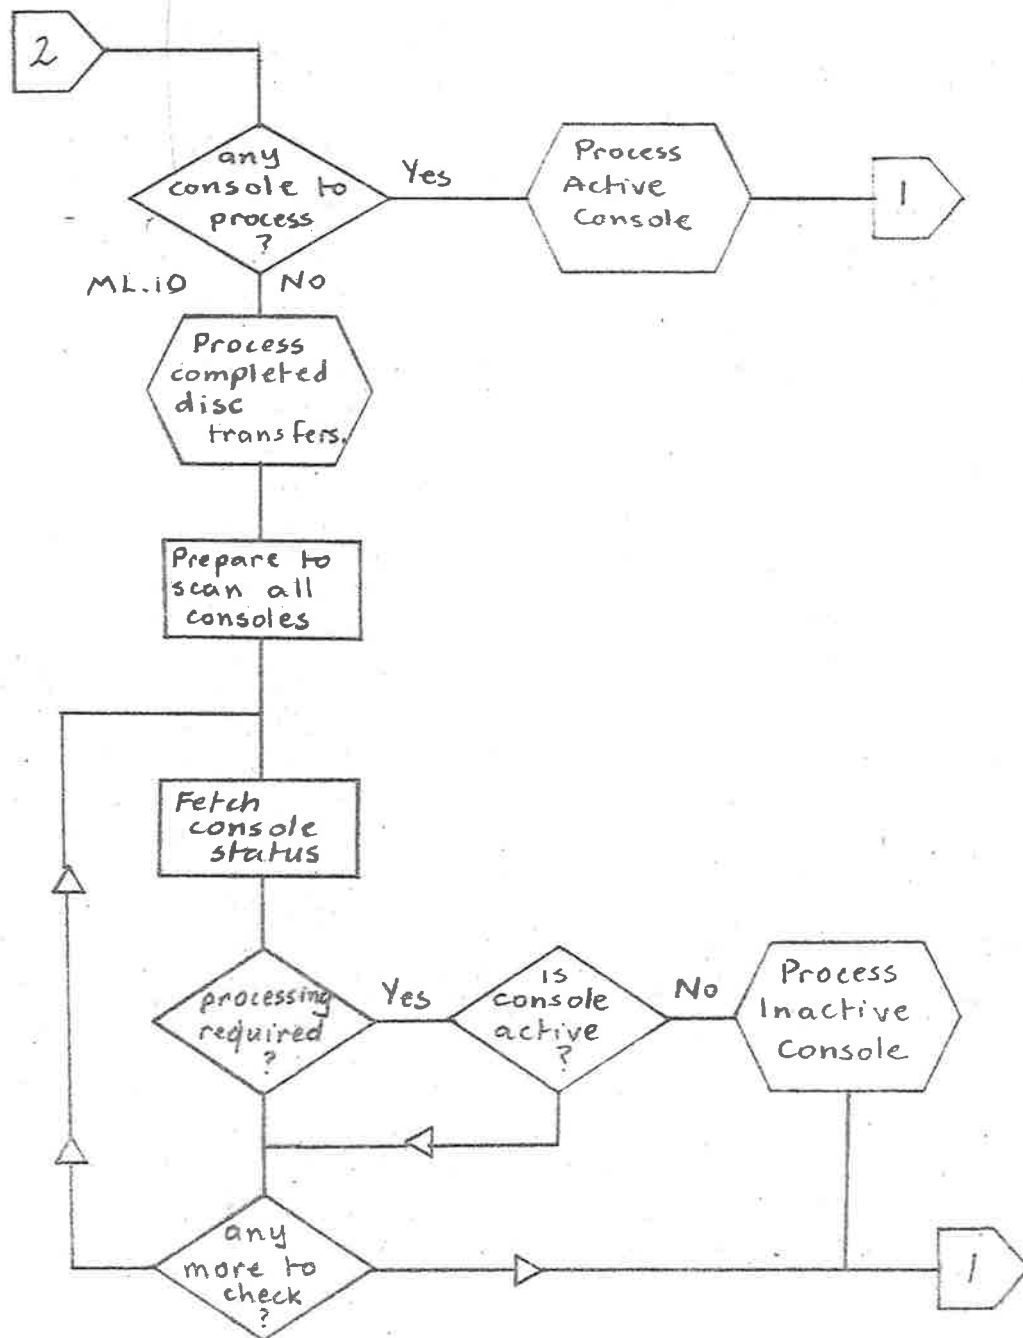 2
any
console to
process
?
Yes
Process
Active
Console
1
ML.10
No
Process
completed
disc
transfers.
Prepare to
scan all
consoles
Fetch
console
status
processing
required
?
Yes
is
console
active
?
No
Process
Inactive
Console
any
more to
check
?
1